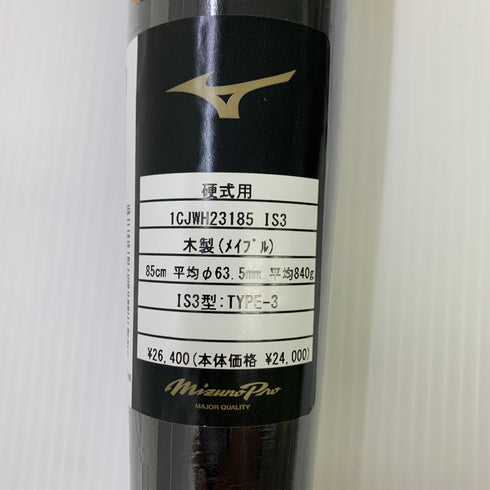 硬式用
1CJWH23185 IS3
木製(ﾒｲﾌﾟﾙ)
85cm 平均φ63.5mm 平均840g
IS3型:TYPE-3
¥26,400(本体価格 ¥24,000)
MizunoPro
MAJOR QUALITY